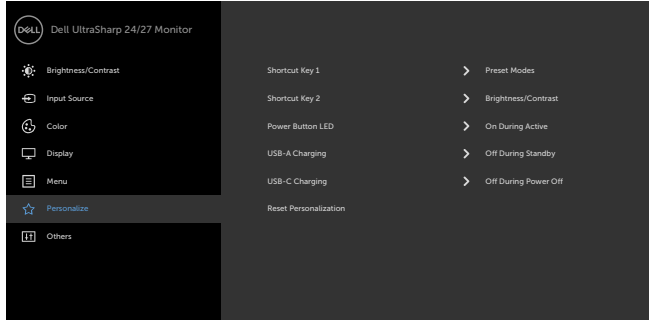 DELL Dell UltraSharp 24/27 Monitor
Brightness/Contrast Shortcut Key 1 Preset Modes
Input Source Shortcut Key 2 Brightness/Contrast
Color Power Button LED On During Active
Display USB-A Charging Off During Standby
Menu USB-C Charging Off During Power Off
Personalize Reset Personalization
Others